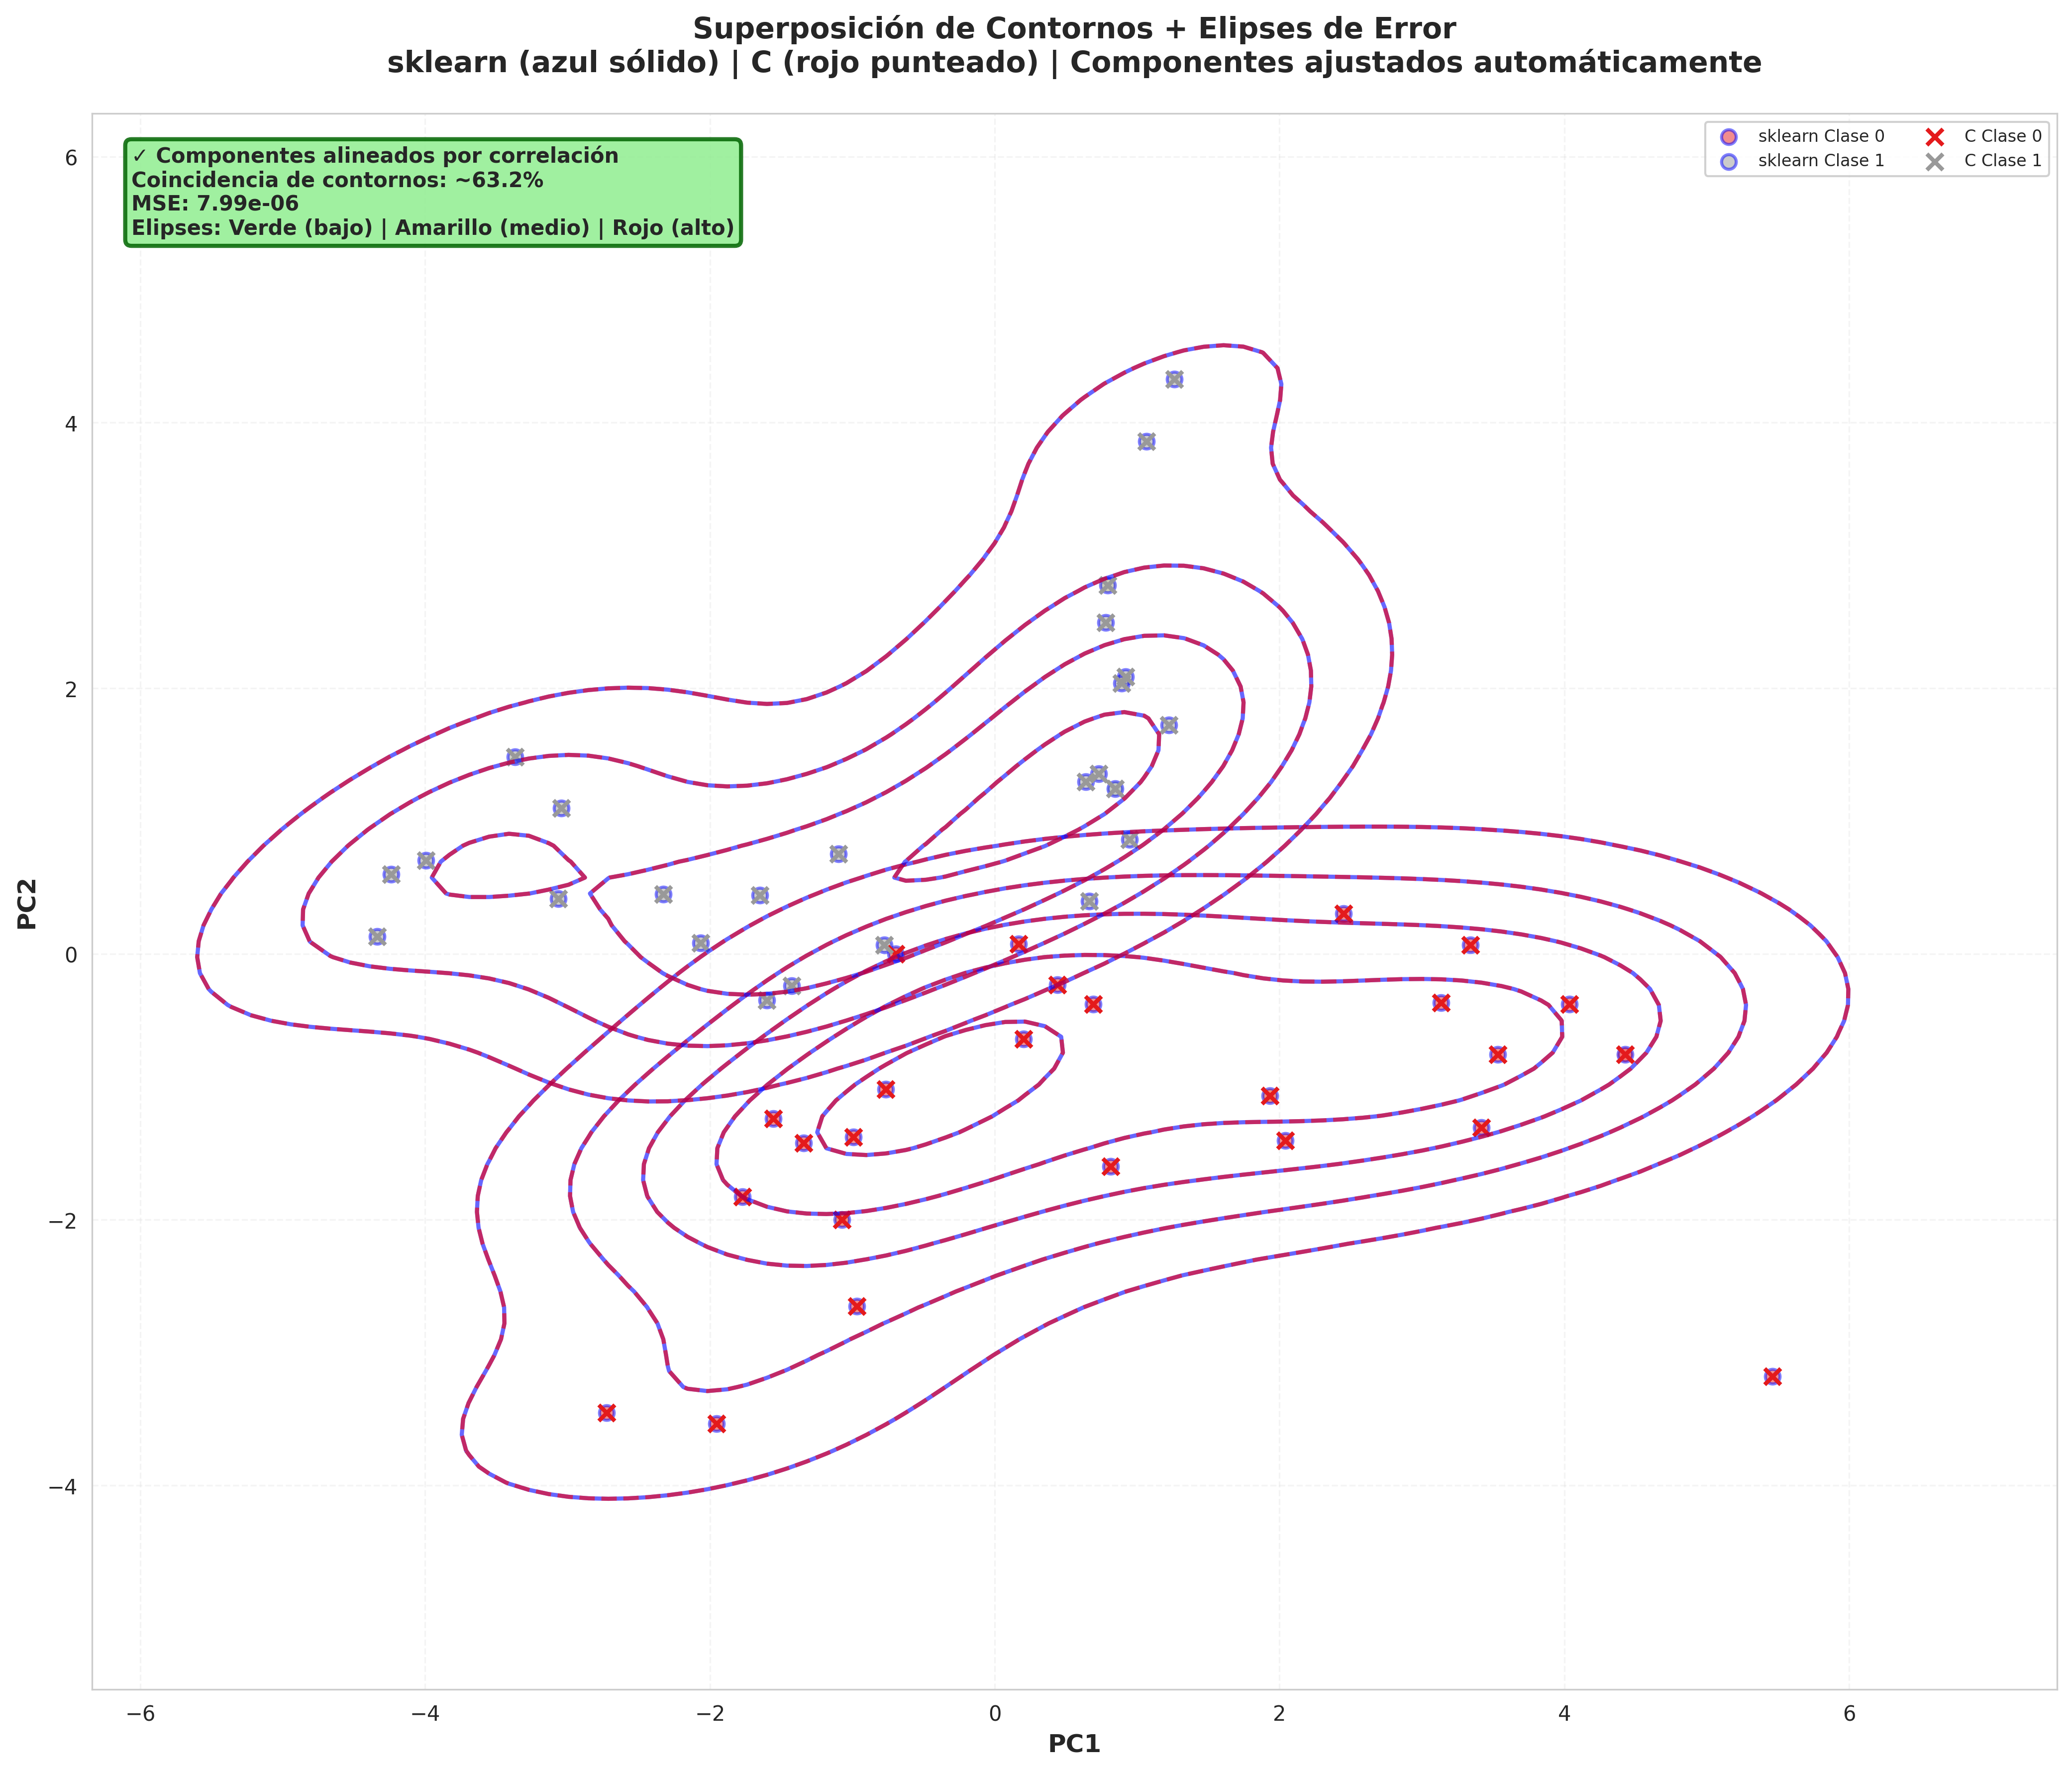 Superposición de Contornos + Elipses de Error
sklearn (azul sólido) | C (rojo punteado) | Componentes ajustados automáticamente
✓ Componentes alineados por correlación
Coincidencia de contornos: ~63.2%
MSE: 7.99e-06
Elipses: Verde (bajo) | Amarillo (medio) | Rojo (alto)
sklearn Clase 0
sklearn Clase 1
C Clase 0
C Clase 1
6
4
2
0
−2
−4
PC2
−6
−4
−2
0
2
4
6
PC1